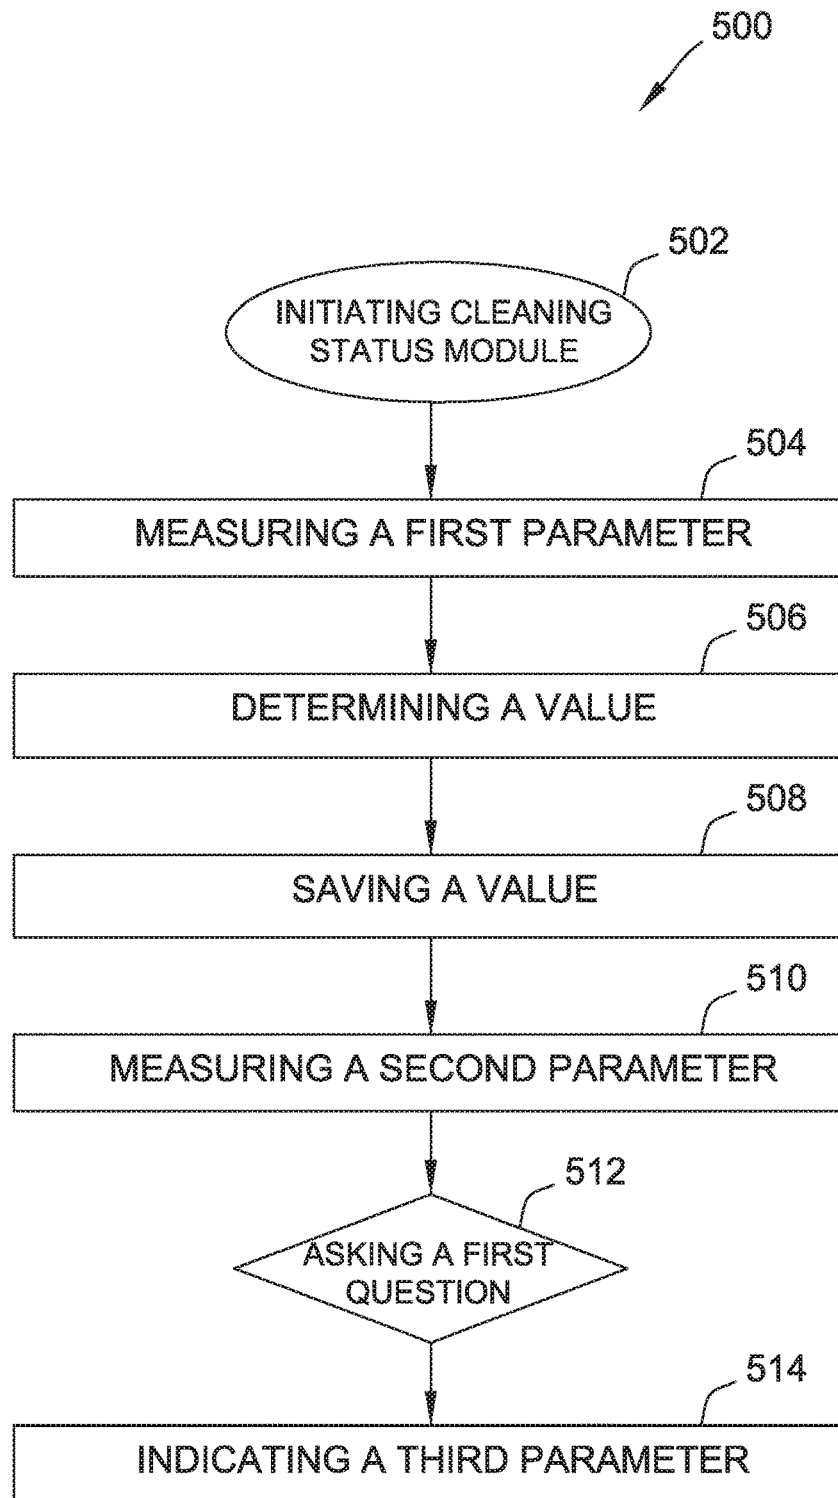 500
502
INITIATING CLEANING
STATUS MODULE
504
MEASURING A FIRST PARAMETER
506
DETERMINING A VALUE
508
SAVING A VALUE
510
MEASURING A SECOND PARAMETER
512
ASKING A FIRST
QUESTION
514
INDICATING A THIRD PARAMETER